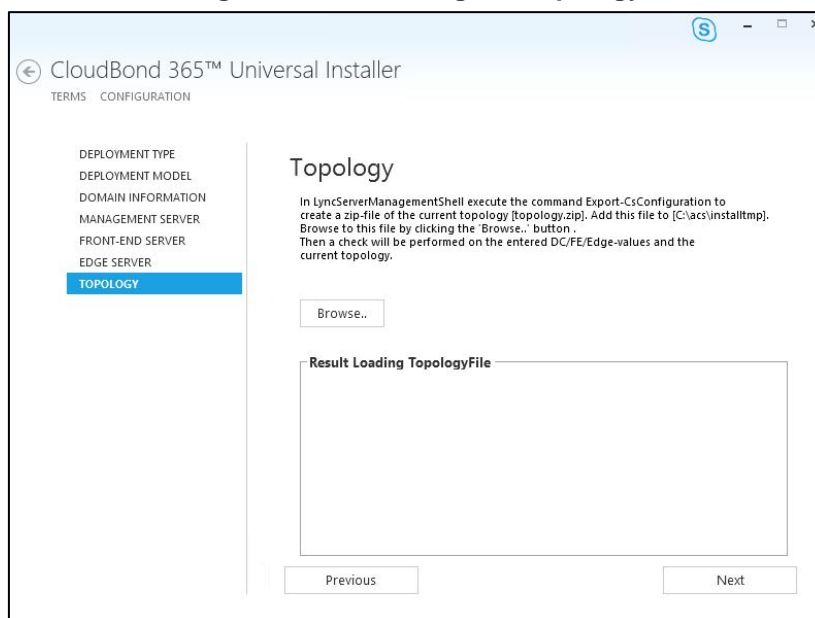 CloudBond 365™ Universal Installer
TERMS CONFIGURATION
DEPLOYMENT TYPE
DEPLOYMENT MODEL
DOMAIN INFORMATION
MANAGEMENT SERVER
FRONT-END SERVER
EDGE SERVER
TOPOLOGY
Topology
In LyncServerManagementShell execute the command Export-CsConfiguration to
create a zip-file of the current topology [topology.zip]. Add this file to [C:\acs\installtmp].
Browse to this file by clicking the 'Browse..' button .
Then a check will be performed on the entered DC/FE/Edge-values and the
current topology.
Browse..
Result Loading TopologyFile
Previous
Next